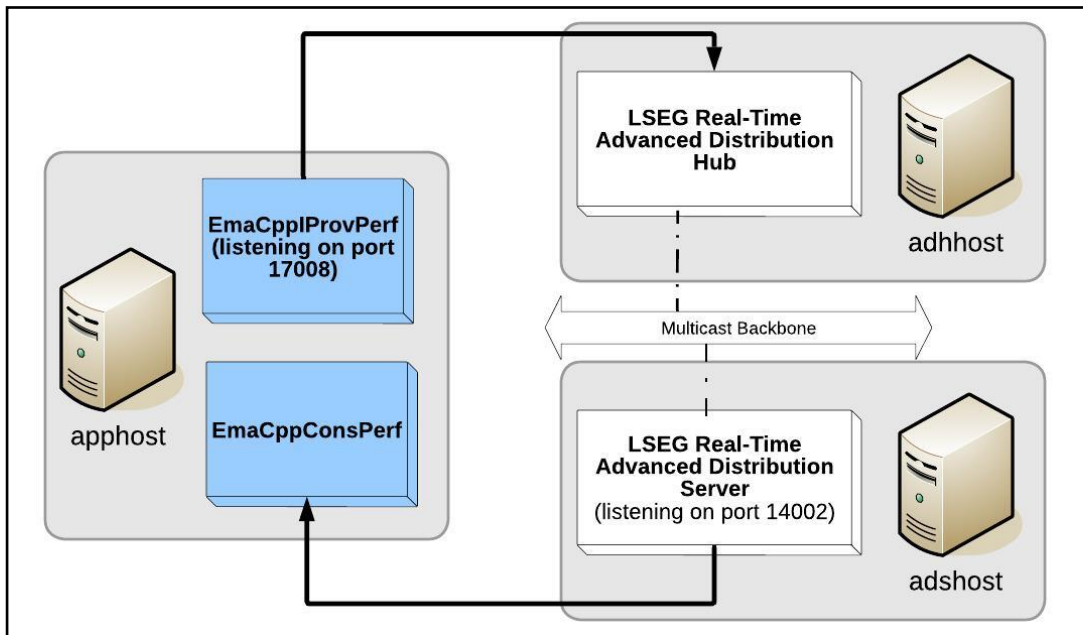 EmaCppIProvPerf
(listening on port
17008)
EmaCppConsPerf
apphost
LSEG Real-Time
Advanced Distribution
Hub
adhhost
Multicast Backbone
LSEG Real-Time
Advanced Distribution
Server
(listening on port 14002)
adshost